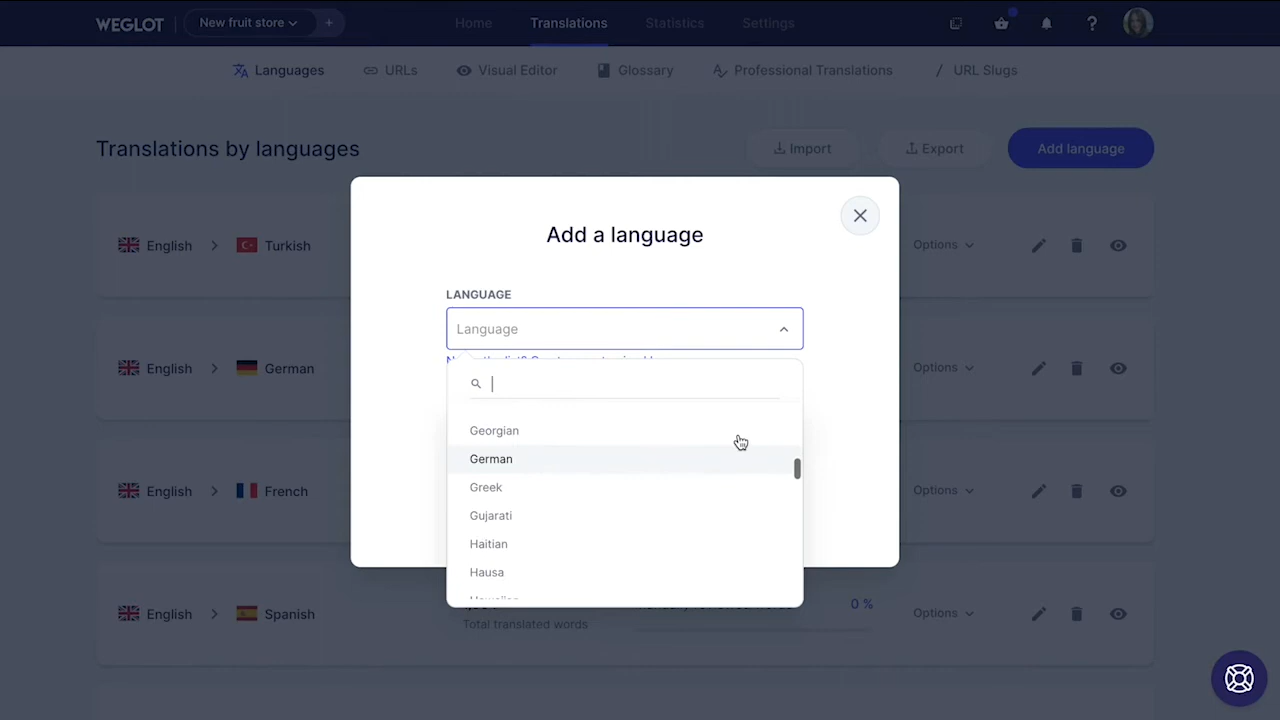 WEGLOT New fruit store + Home Translations Statistics Settings ?
Languages URLs Visual Editor Glossary Professional Translations / URL Slugs
Translations by languages Import Export Add language
Add a language
English > Turkish Options
LANGUAGE
Language
English > German Options
Georgian
German
English > French Options
Greek
Gujarati
Haitian
Hausa
English > Spanish 0 % Options
Total translated words